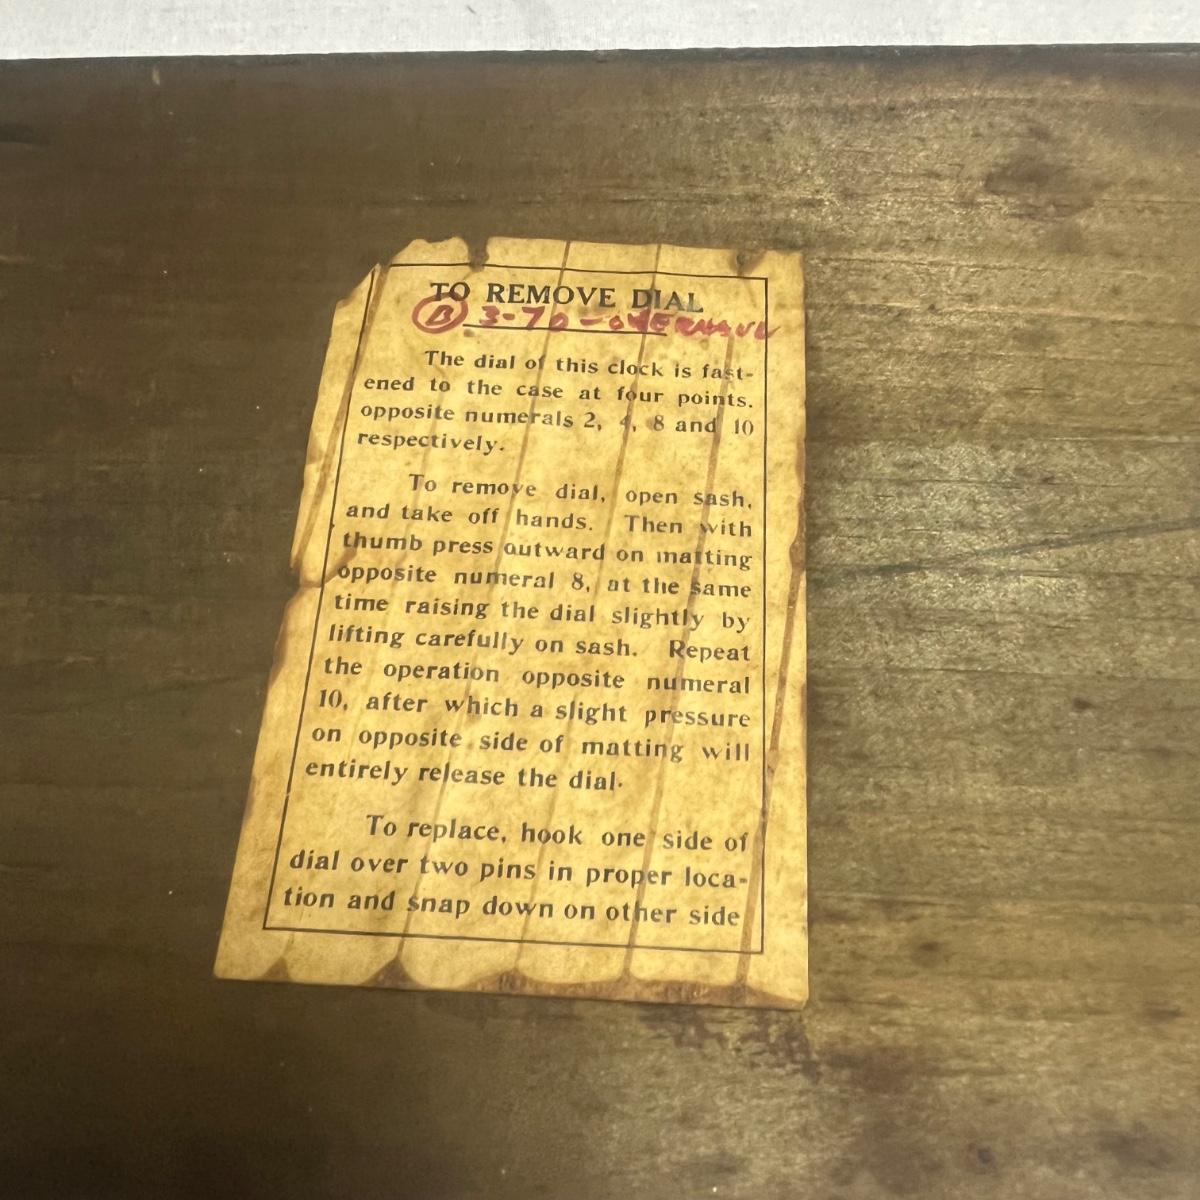 TO REMOVE DIAL
B 3-70 - OVERHAUL
The dial of this clock is fast-
ened to the case at four points.
opposite numerals 2, 4, 8 and 10
respectively.
To remove dial, open sash,
and take off hands. Then with
thumb press outward on matting
opposite numeral 8, at the same
time raising the dial slightly by
lifting carefully on sash. Repeat
the operation opposite numeral
10, after which a slight pressure
on opposite side of matting will
entirely release the dial.
To replace, hook one side of
dial over two pins in proper loca-
tion and snap down on other side